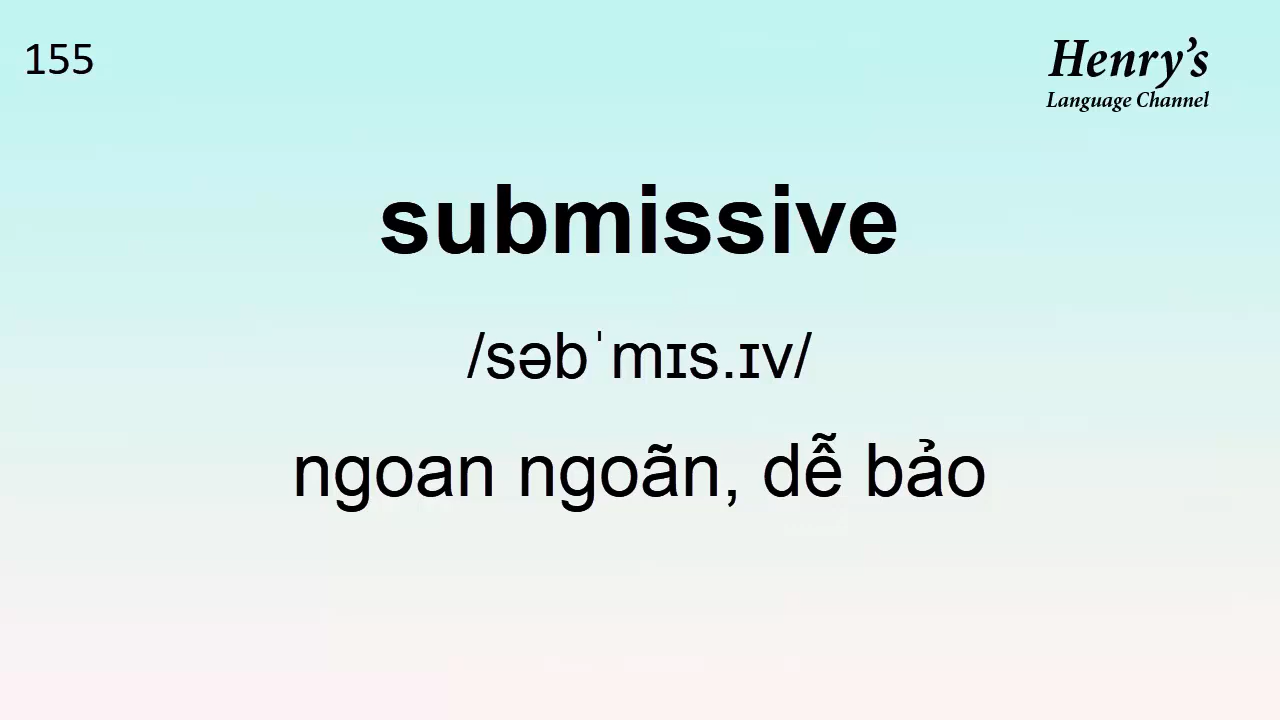 155
Henry’s
Language Channel
submissive
/səbˈmɪs.ɪv/
ngoan ngoãn, dễ bảo